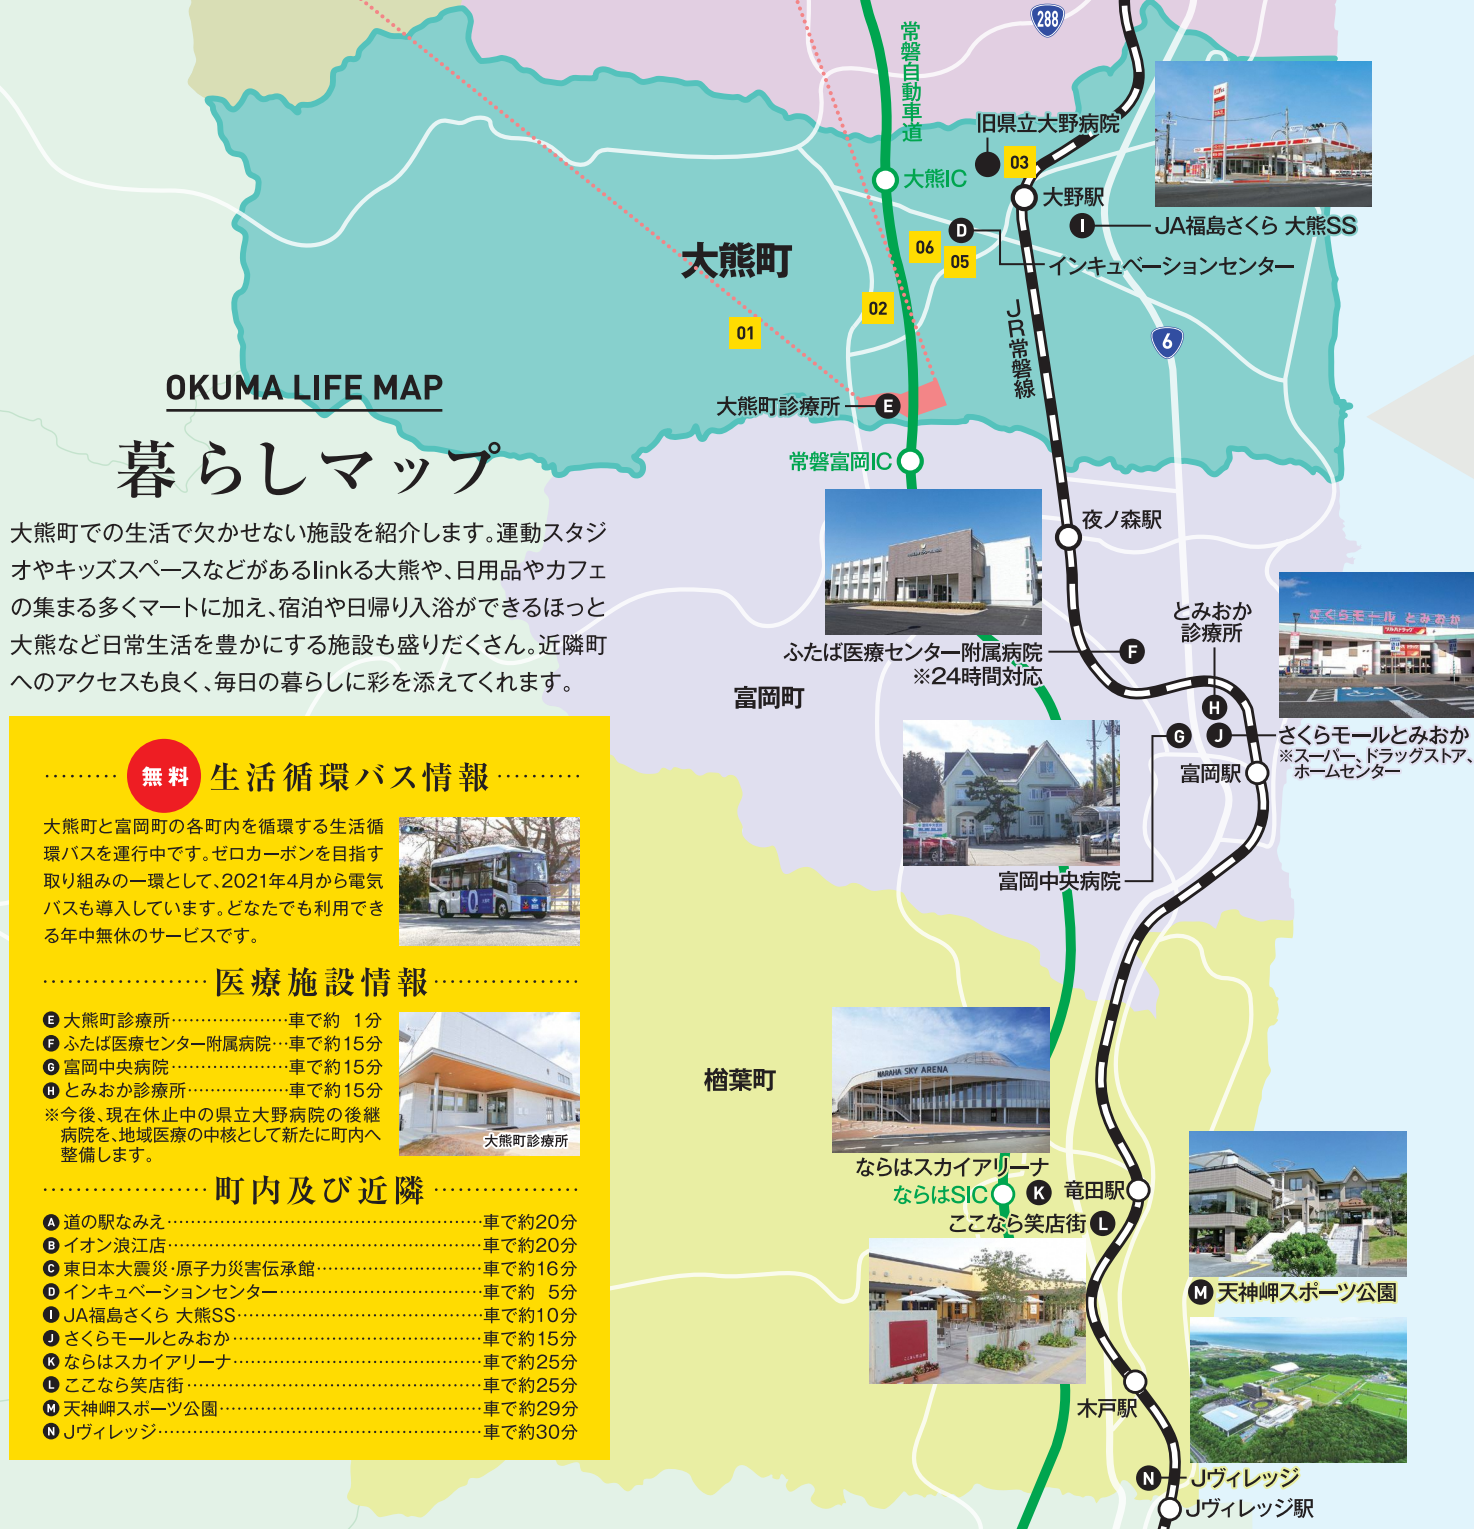 288
常磐自動車道
旧県立大野病院
03
大熊IC
大野駅
I
JA福島さくら 大熊SS
D
06
05
インキュベーションセンター
大熊町
02
01
JR常磐線
6
OKUMA LIFE MAP
大熊町診療所
E
暮らしマップ
常磐富岡IC
大熊町での生活で欠かせない施設を紹介します。運動スタジ
オやキッズスペースなどがあるlinkる大熊や、日用品やカフェ
の集まる多くマートに加え、宿泊や日帰り入浴ができるほっと
大熊など日常生活を豊かにする施設も盛りだくさん。近隣町
へのアクセスも良く、毎日の暮らしに彩を添えてくれます。
夜ノ森駅
とみおか
診療所
さくらモール とみおか
ふたば医療センター附属病院
F
※24時間対応
富岡町
H
G
J
さくらモールとみおか
※スーパー、ドラッグストア、
ホームセンター
富岡駅
富岡中央病院
無料
生活循環バス情報
大熊町と富岡町の各町内を循環する生活循
環バスを運行中です。ゼロカーボンを目指す
取り組みの一環として、2021年4月から電気
バスも導入しています。どなたでも利用でき
る年中無休のサービスです。
医療施設情報
E 大熊町診療所…………………車で約 1分
F ふたば医療センター附属病院…車で約15分
G 富岡中央病院…………………車で約15分
H とみおか診療所………………車で約15分
※今後、現在休止中の県立大野病院の後継
病院を、地域医療の中核として新たに町内へ
整備します。
大熊町診療所
町内及び近隣
A 道の駅なみえ……………………………車で約20分
B イオン浪江店……………………………車で約20分
C 東日本大震災・原子力災害伝承館………車で約16分
D インキュベーションセンター……………車で約 5分
I JA福島さくら 大熊SS…………………車で約10分
J さくらモールとみおか…………………車で約15分
K ならはスカイアリーナ…………………車で約25分
L ここなら笑店街…………………………車で約25分
M 天神岬スポーツ公園……………………車で約29分
N Jヴィレッジ……………………………車で約30分
楢葉町
NARAHA SKY ARENA
ならはスカイアリーナ
ならはSIC
K
竜田駅
ここなら笑店街
L
M 天神岬スポーツ公園
木戸駅
N
Jヴィレッジ
Jヴィレッジ駅